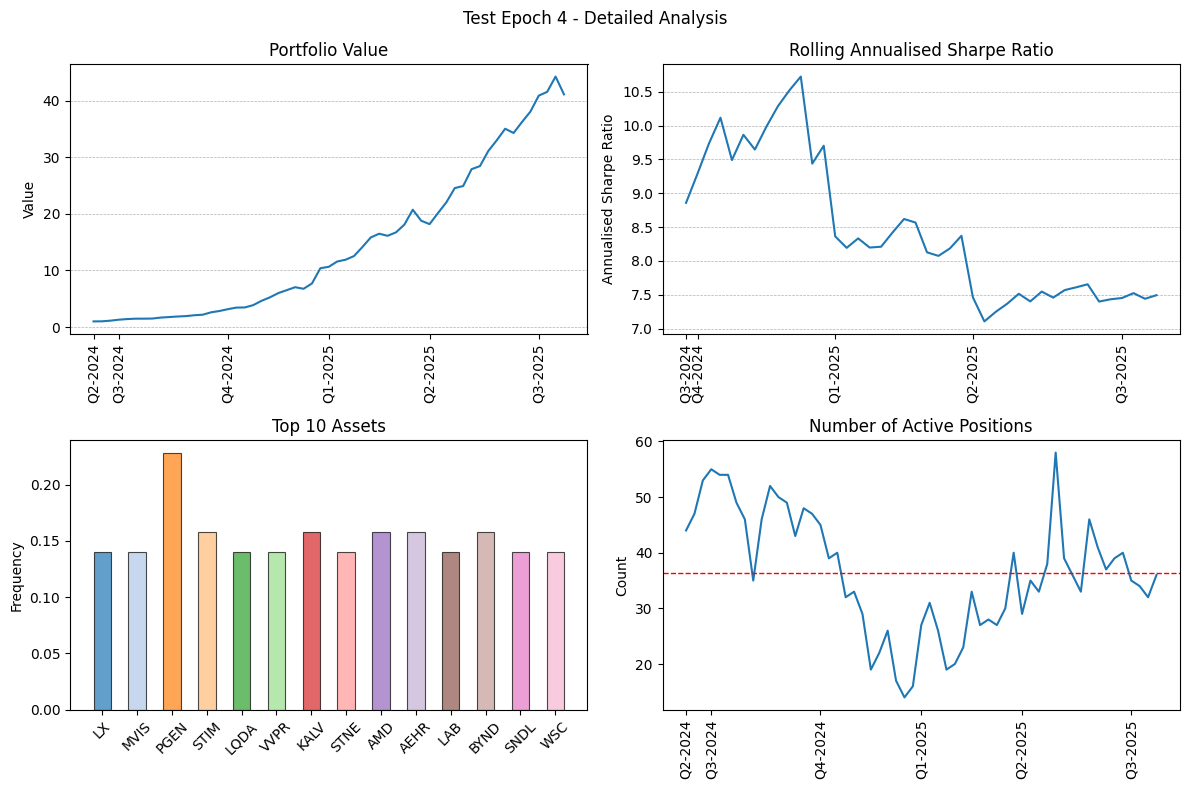 Test Epoch 4 - Detailed Analysis
Portfolio Value
Value
40
30
20
10
0
Q2-2024
Q3-2024
Q4-2024
Q1-2025
Q2-2025
Q3-2025
Rolling Annualised Sharpe Ratio
Annualised Sharpe Ratio
10.5
10.0
9.5
9.0
8.5
8.0
7.5
7.0
Q3-2024
Q4-2024
Q1-2025
Q2-2025
Q3-2025
Top 10 Assets
Frequency
0.20
0.15
0.10
0.05
0.00
LX
MVIS
PGEN
STIM
LQDA
VVPR
KALV
STNE
AMD
AEHR
LAB
BYND
SNDL
WSC
Number of Active Positions
Count
60
50
40
30
20
Q2-2024
Q3-2024
Q4-2024
Q1-2025
Q2-2025
Q3-2025